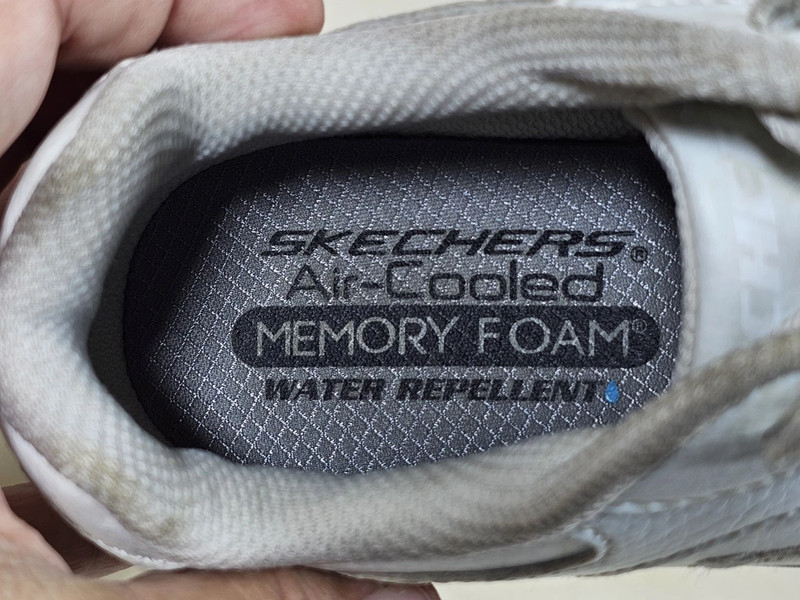 SKECHERS®
Air-Cooled
MEMORY FOAM®
WATER REPELLENT